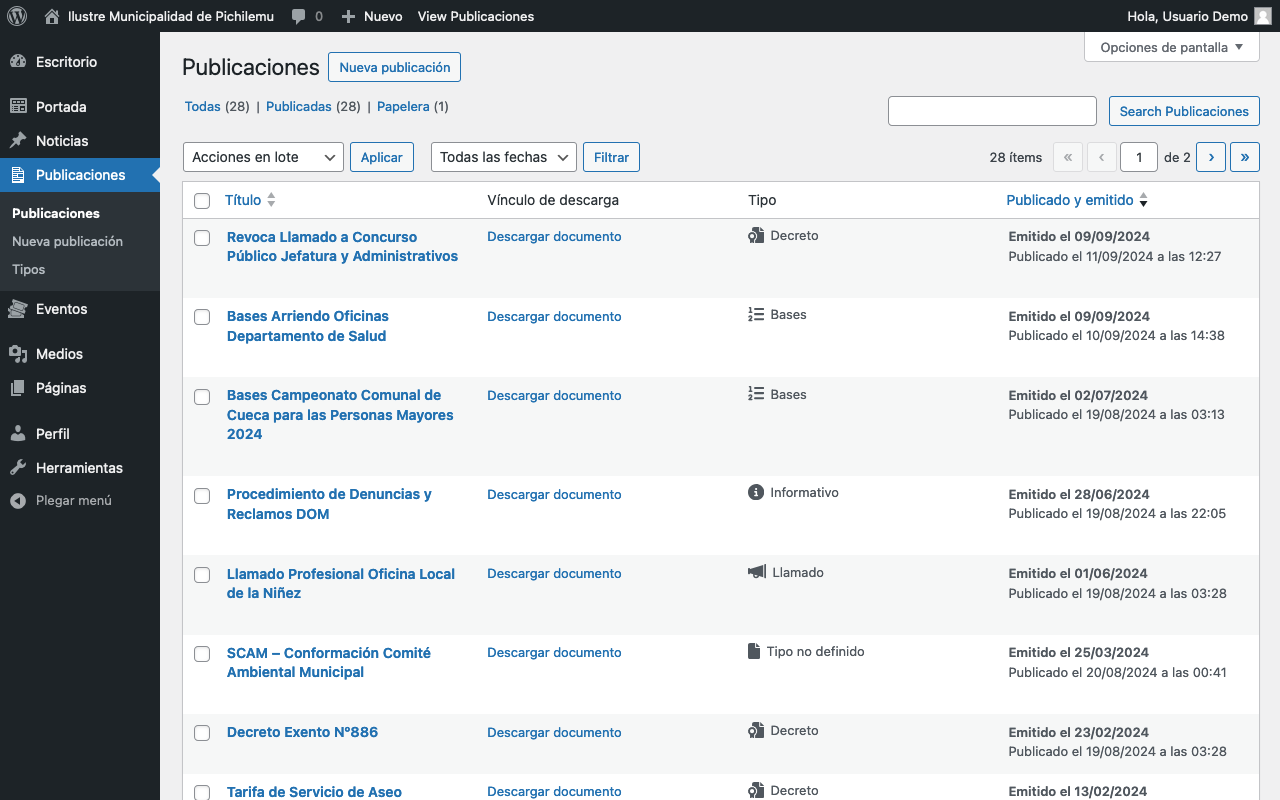 Ilustre Municipalidad de Pichilemu 0 Nuevo View Publicaciones Hola, Usuario Demo
Opciones de pantalla
Escritorio
Portada
Noticias
Publicaciones
Publicaciones
Nueva publicación
Tipos
Eventos
Medios
Páginas
Perfil
Herramientas
Plegar menú
Publicaciones Nueva publicación
Todas (28) | Publicadas (28) | Papelera (1)
Search Publicaciones
Acciones en lote Aplicar Todas las fechas Filtrar 28 ítems « ‹ 1 de 2 › »
Título Vínculo de descarga Tipo Publicado y emitido
Revoca Llamado a Concurso Público Jefatura y Administrativos
Descargar documento
Decreto
Emitido el 09/09/2024
Publicado el 11/09/2024 a las 12:27
Bases Arriendo Oficinas
Departamento de Salud
Descargar documento
Bases
Emitido el 09/09/2024
Publicado el 10/09/2024 a las 14:38
Bases Campeonato Comunal de
Cueca para las Personas Mayores
2024
Descargar documento
Bases
Emitido el 02/07/2024
Publicado el 19/08/2024 a las 03:13
Procedimiento de Denuncias y
Reclamos DOM
Descargar documento
Informativo
Emitido el 28/06/2024
Publicado el 19/08/2024 a las 22:05
Llamado Profesional Oficina Local
de la Niñez
Descargar documento
Llamado
Emitido el 01/06/2024
Publicado el 19/08/2024 a las 03:28
SCAM – Conformación Comité
Ambiental Municipal
Descargar documento
Tipo no definido
Emitido el 25/03/2024
Publicado el 20/08/2024 a las 00:41
Decreto Exento N°886
Descargar documento
Decreto
Emitido el 23/02/2024
Publicado el 19/08/2024 a las 03:28
Tarifa de Servicio de Aseo
Descargar documento
Decreto
Emitido el 13/02/2024